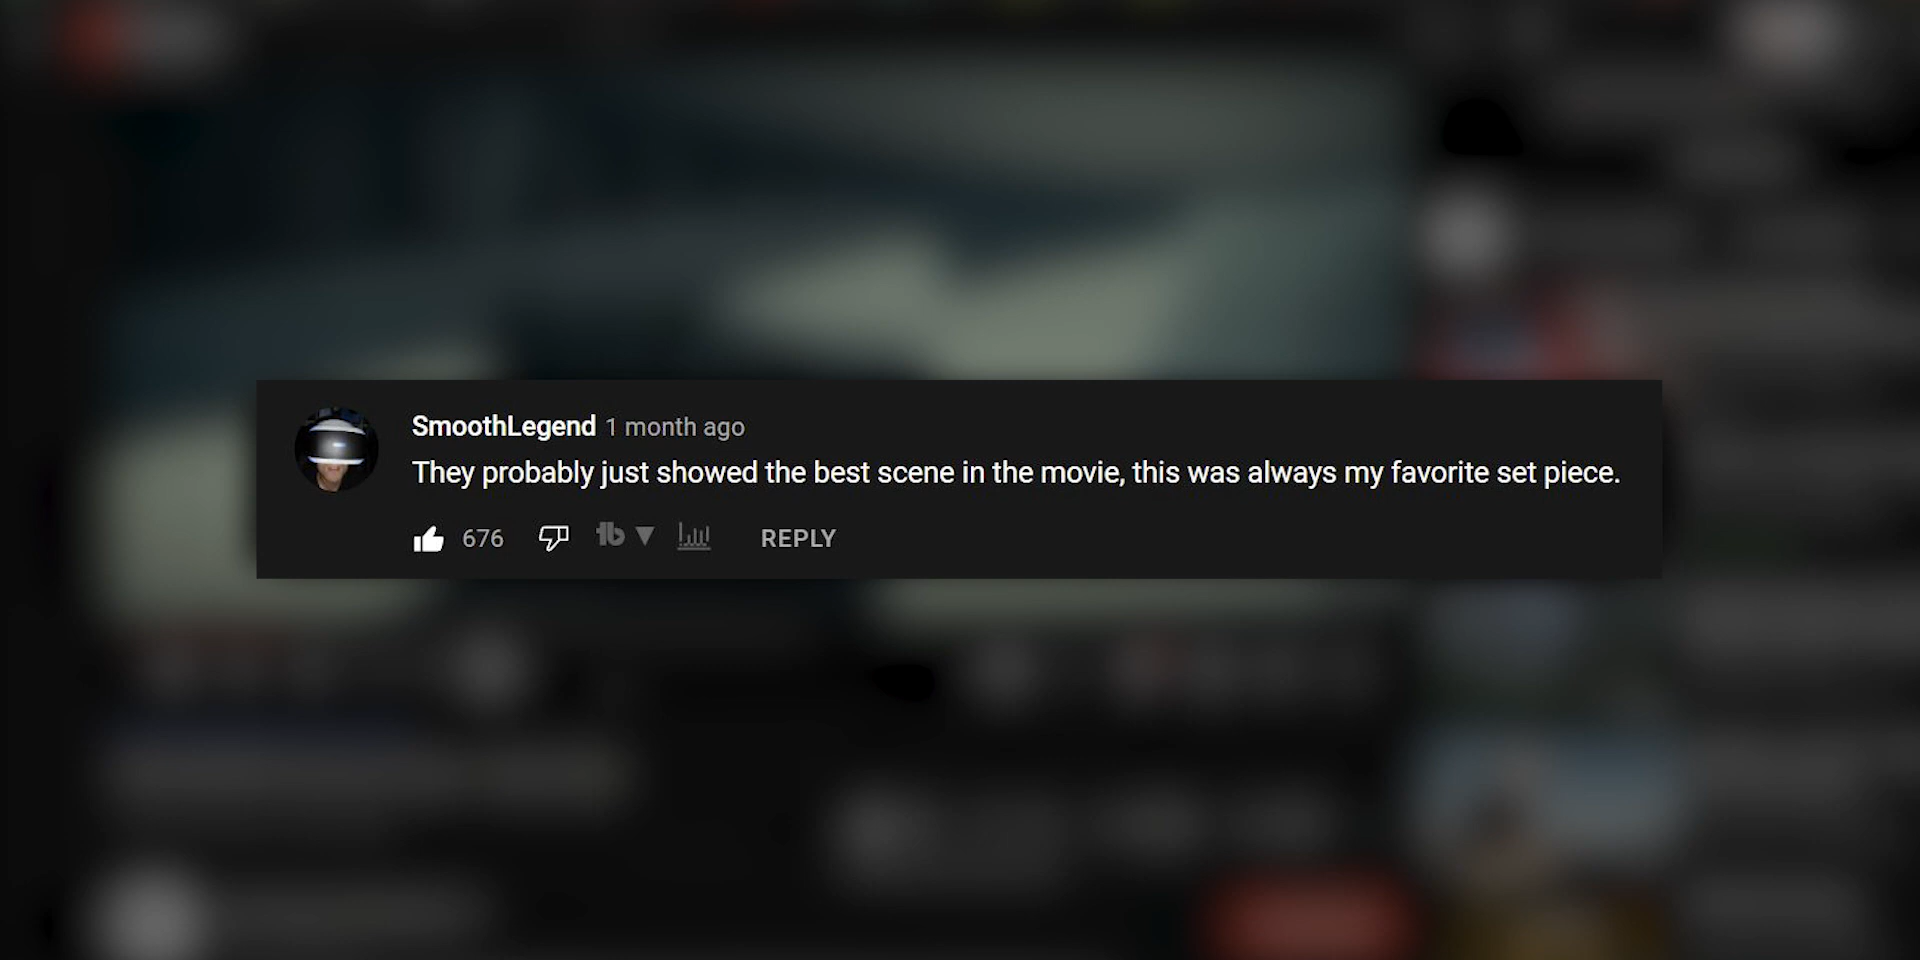 SmoothLegend 1 month ago
They probably just showed the best scene in the movie, this was always my favorite set piece.
676 tb REPLY